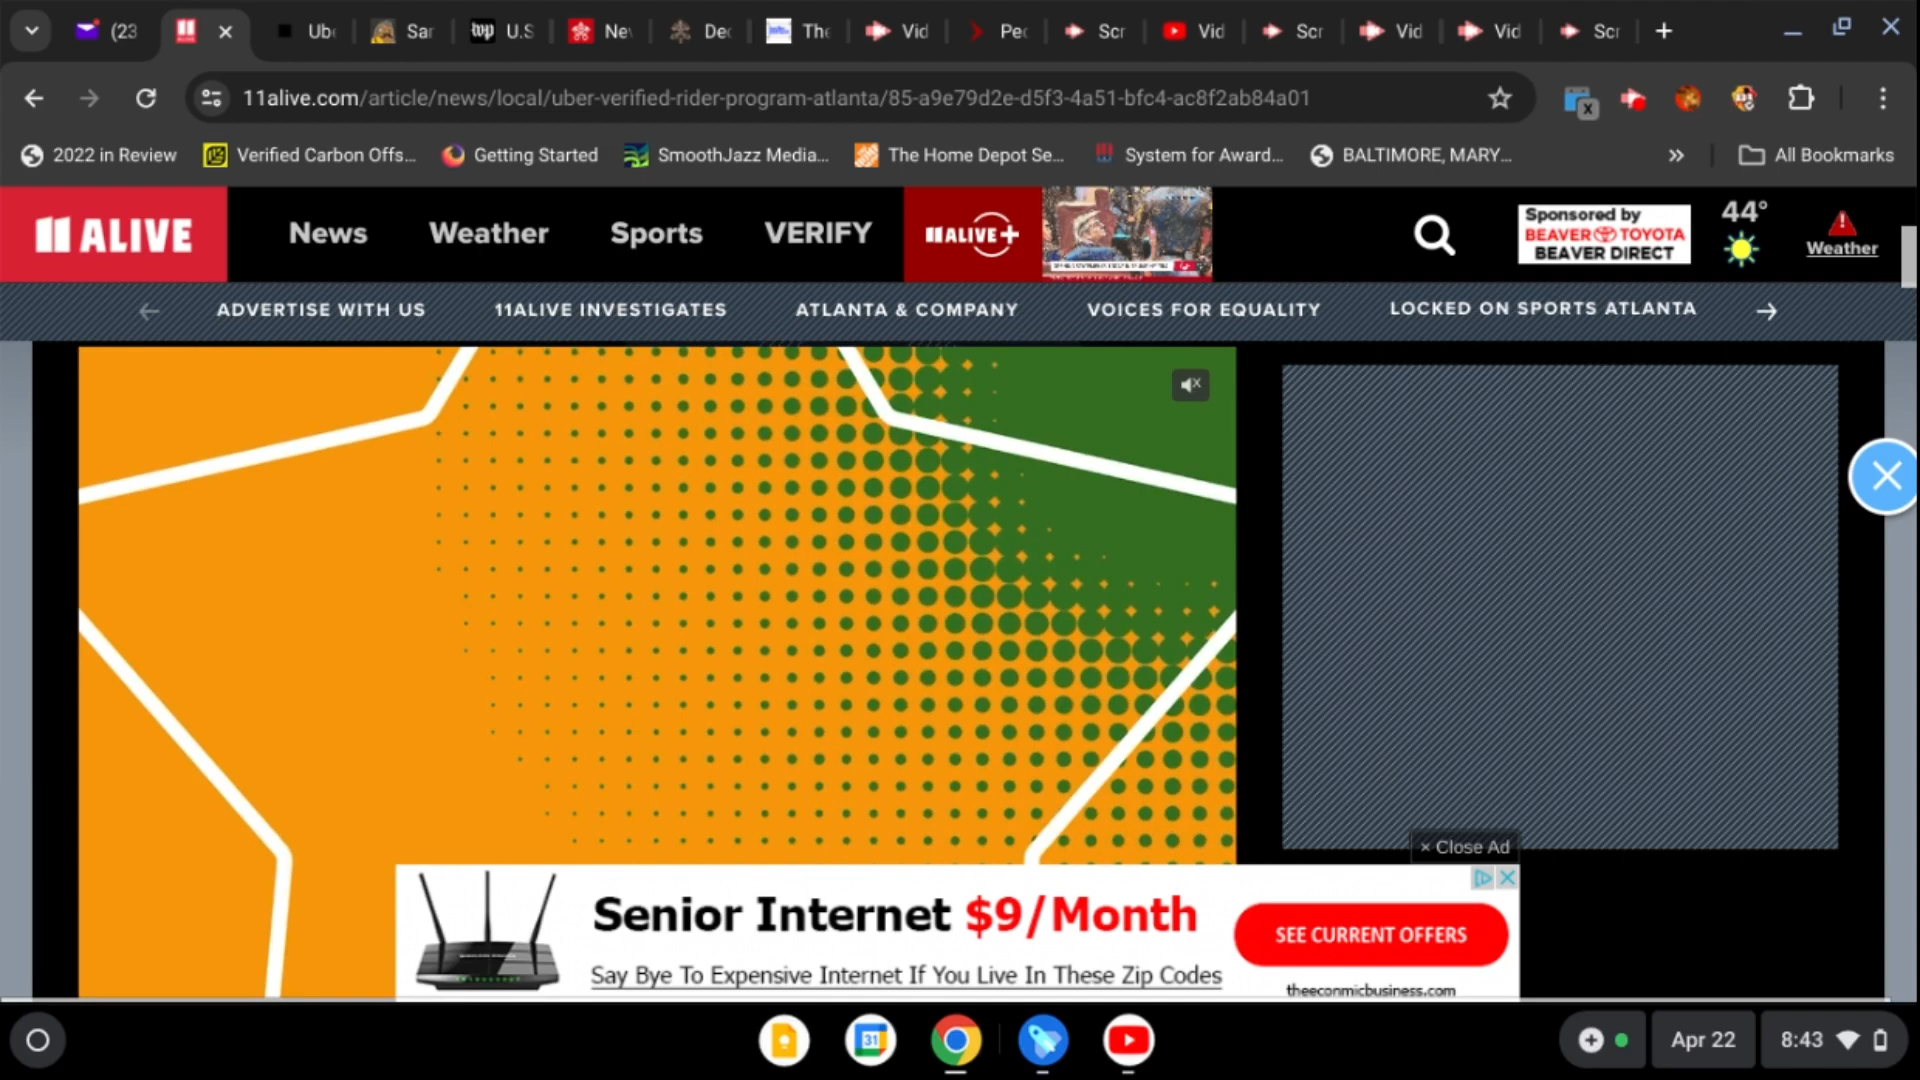 (23
Ub
Sar
wp U.S
Ne
De
Th
Vid
Pe
Scr
Vid
Scr
Vid
Vid
Scr
11alive.com/article/news/local/uber-verified-rider-program-atlanta/85-a9e79d2e-d5f3-4a51-bfc4-ac8f2ab84a01
2022 in Review
Verified Carbon Offs...
Getting Started
SmoothJazz Media...
The Home Depot Se...
System for Award...
BALTIMORE, MARY...
All Bookmarks
11 ALIVE
News
Weather
Sports
VERIFY
11ALIVE+
Sponsored by
BEAVER TOYOTA
BEAVER DIRECT
44°
Weather
ADVERTISE WITH US
11ALIVE INVESTIGATES
ATLANTA & COMPANY
VOICES FOR EQUALITY
LOCKED ON SPORTS ATLANTA
× Close Ad
Senior Internet $9/Month
Say Bye To Expensive Internet If You Live In These Zip Codes
SEE CURRENT OFFERS
theeconmicbusiness.com
31
Apr 22
8:43